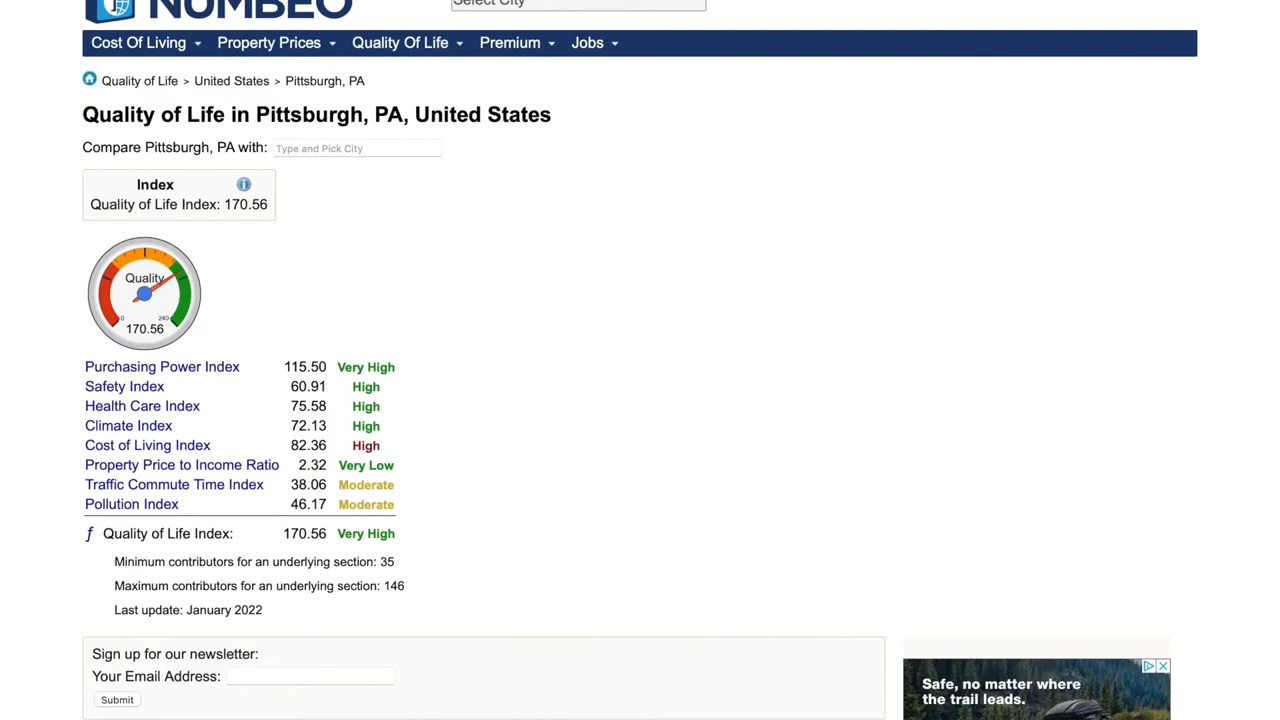 NUMBEO
Select City
Cost Of Living
Property Prices
Quality Of Life
Premium
Jobs
Quality of Life > United States > Pittsburgh, PA
Quality of Life in Pittsburgh, PA, United States
Compare Pittsburgh, PA with: Type and Pick City
Index
Quality of Life Index: 170.56
Quality
0 240
170.56
Purchasing Power Index 115.50 Very High
Safety Index 60.91 High
Health Care Index 75.58 High
Climate Index 72.13 High
Cost of Living Index 82.36 High
Property Price to Income Ratio 2.32 Very Low
Traffic Commute Time Index 38.06 Moderate
Pollution Index 46.17 Moderate
ƒ Quality of Life Index: 170.56 Very High
Minimum contributors for an underlying section: 35
Maximum contributors for an underlying section: 146
Last update: January 2022
Sign up for our newsletter:
Your Email Address:
Submit
Safe, no matter where
the trail leads.